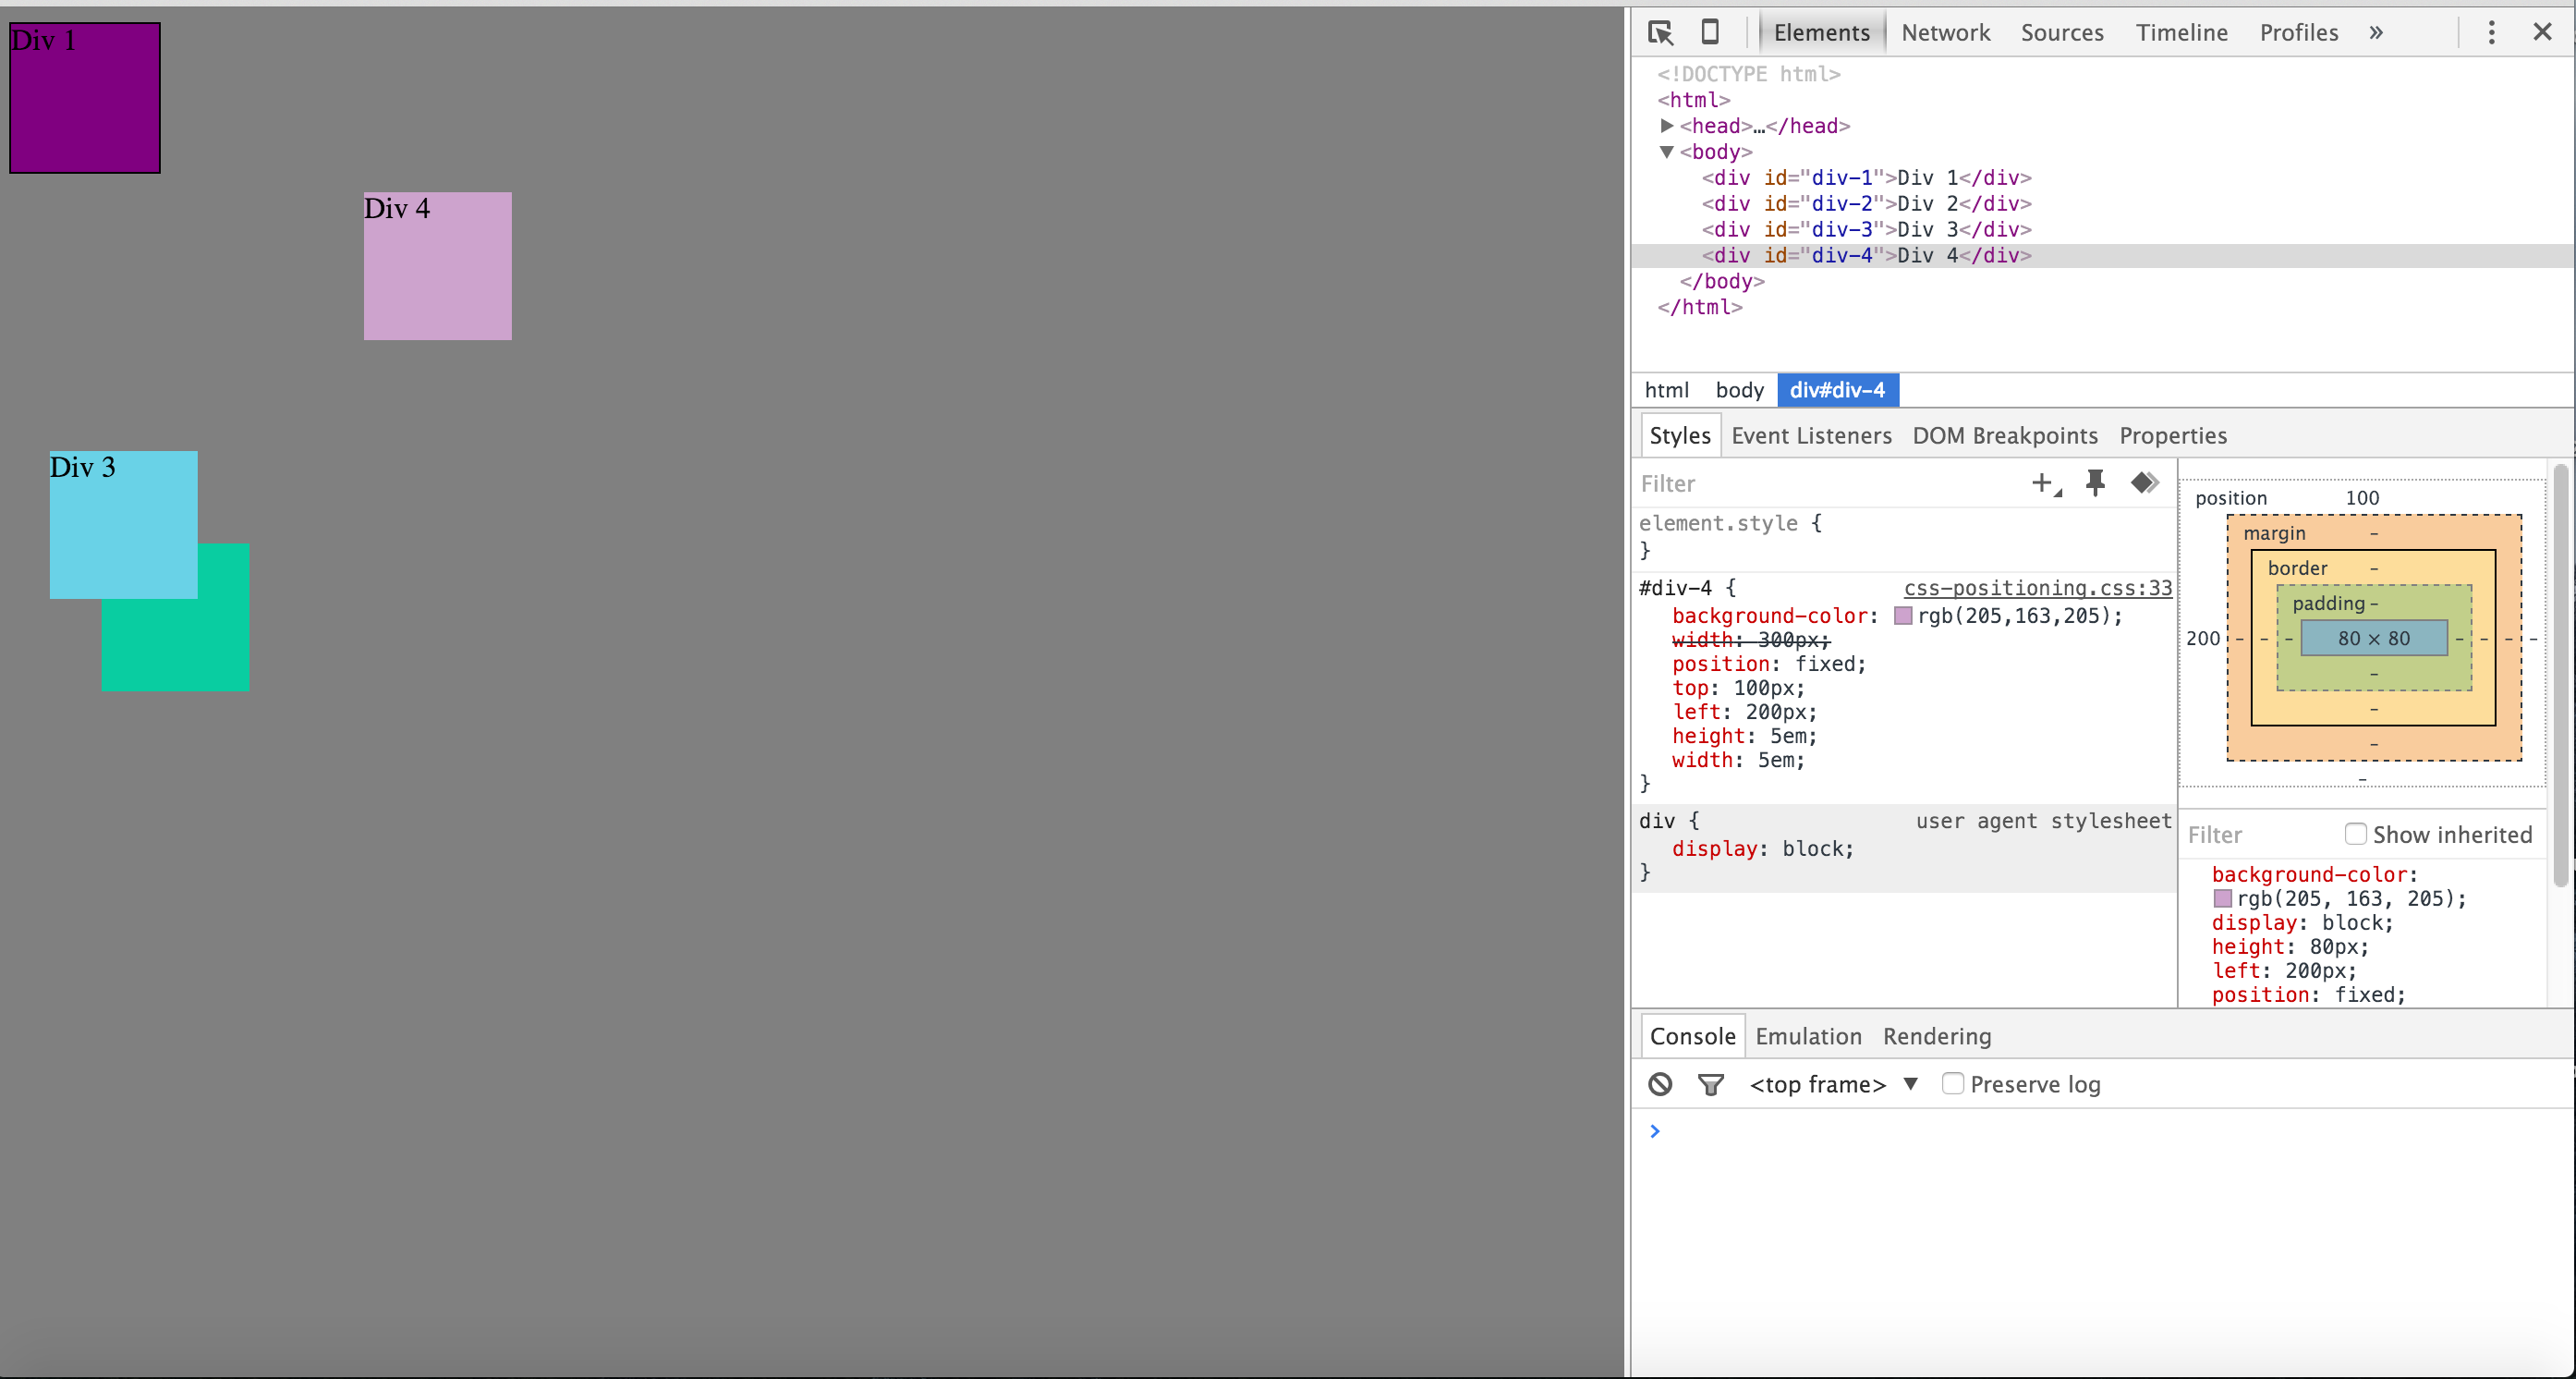 Div 1
Div 4
Div 3
Elements Network Sources Timeline Profiles »
<!DOCTYPE html>
<html>
▶<head>…</head>
▼<body>
<div id="div-1">Div 1</div>
<div id="div-2">Div 2</div>
<div id="div-3">Div 3</div>
<div id="div-4">Div 4</div>
</body>
</html>
html body div#div-4
Styles Event Listeners DOM Breakpoints Properties
Filter
element.style {
}
#div-4 { css-positioning.css:33
background-color: rgb(205,163,205);
width: 300px;
position: fixed;
top: 100px;
left: 200px;
height: 5em;
width: 5em;
}
div { user agent stylesheet
display: block;
}
position 100
margin -
border -
padding -
200 - - - 80 × 80 - - - -
-
-
-
-
Filter Show inherited
background-color:
rgb(205, 163, 205);
display: block;
height: 80px;
left: 200px;
position: fixed;
Console Emulation Rendering
<top frame> ▼ Preserve log
>